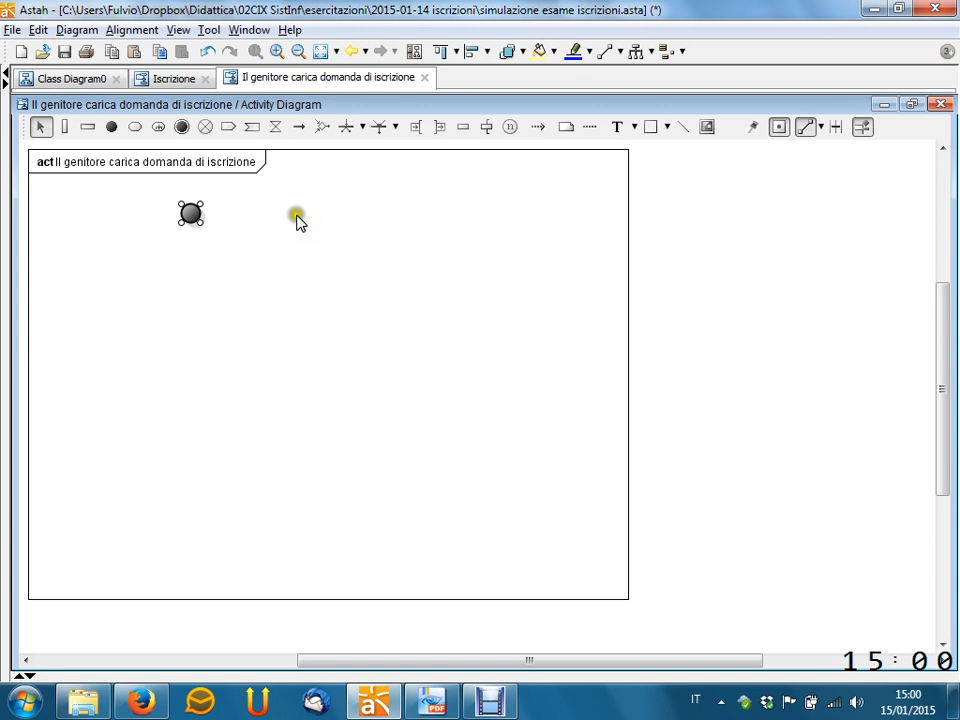 Astah - [C:\Users\Fulvio\Dropbox\Didattica\02CIX SistInf\esercitazioni\2015-01-14 iscrizioni\simulazione esame iscrizioni.asta] (*)
File Edit Diagram Alignment View Tool Window Help
3
Class Diagram0 Iscrizione Il genitore carica domanda di iscrizione
Il genitore carica domanda di iscrizione / Activity Diagram
n T
act Il genitore carica domanda di iscrizione
15:00
IT 15:00
15/01/2015
PDF